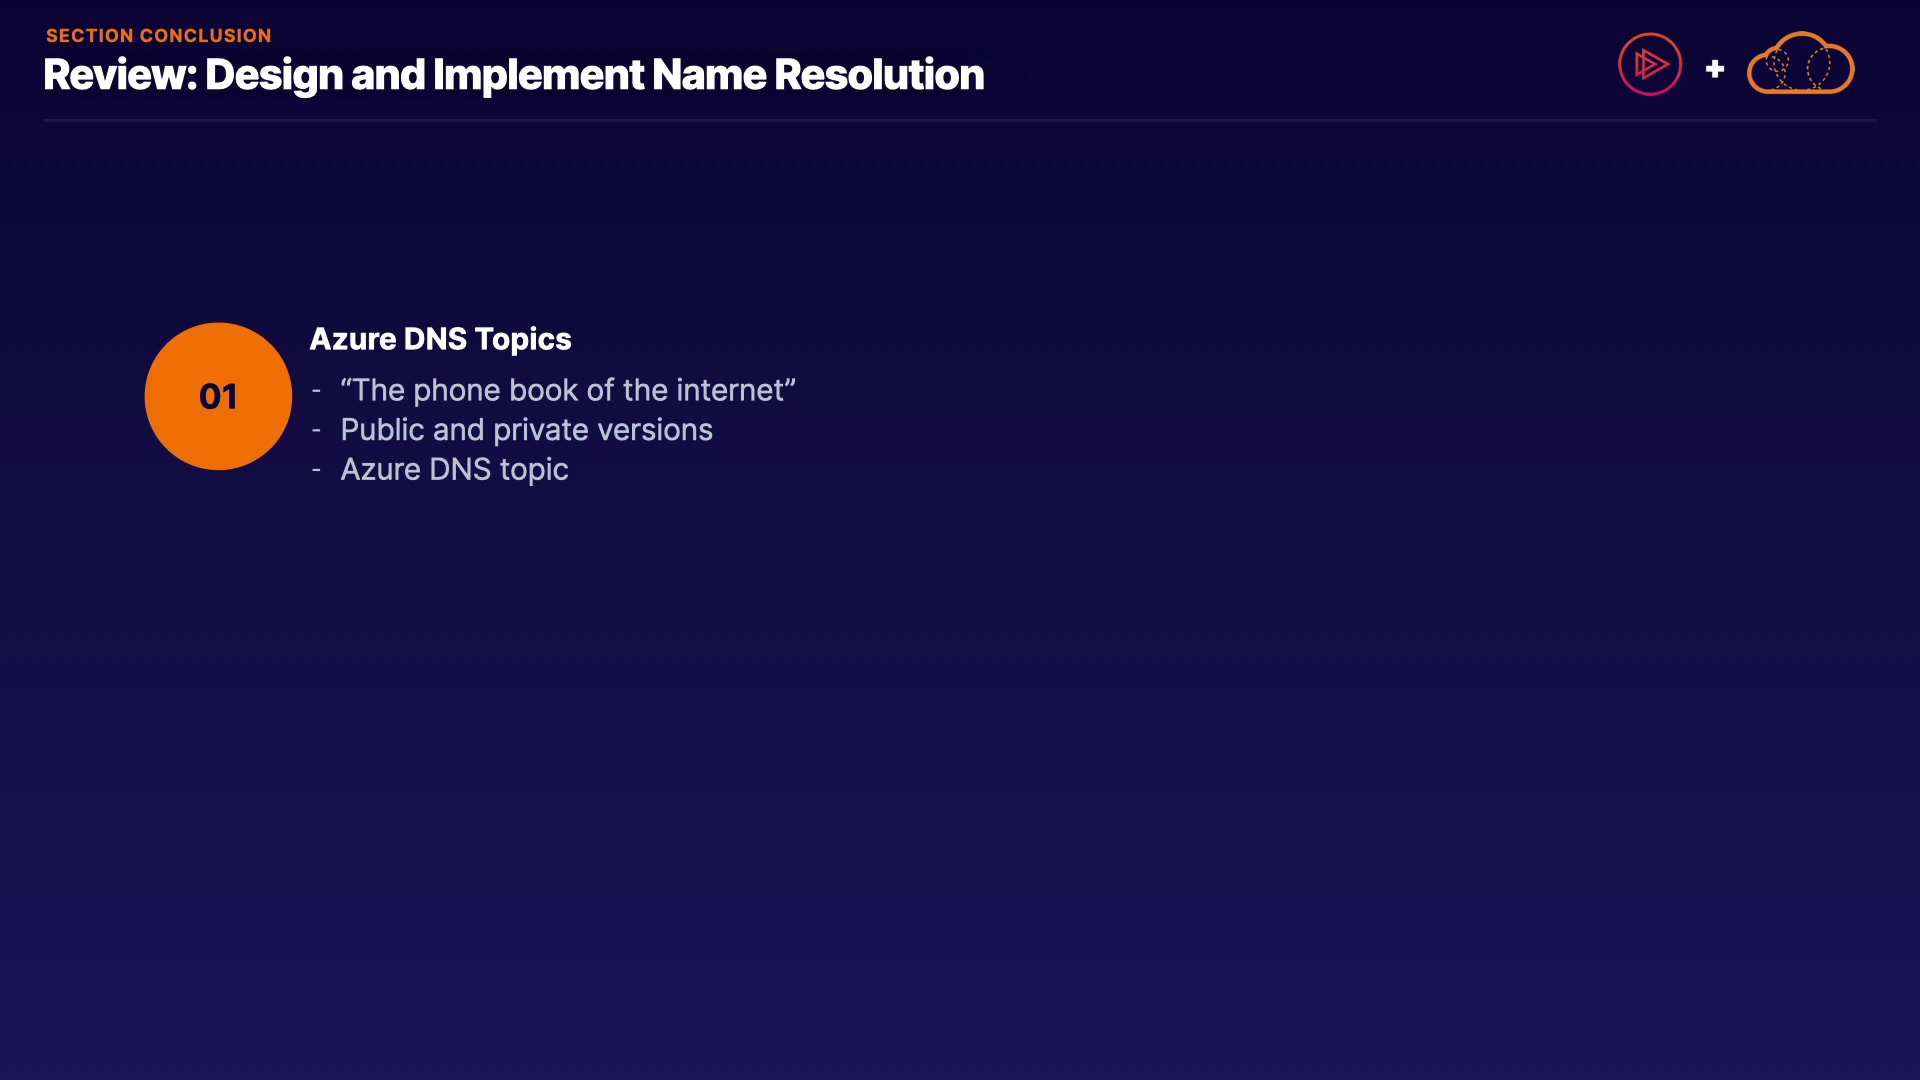 SECTION CONCLUSION
Review: Design and Implement Name Resolution
+
01
Azure DNS Topics
- “The phone book of the internet”
- Public and private versions
- Azure DNS topic